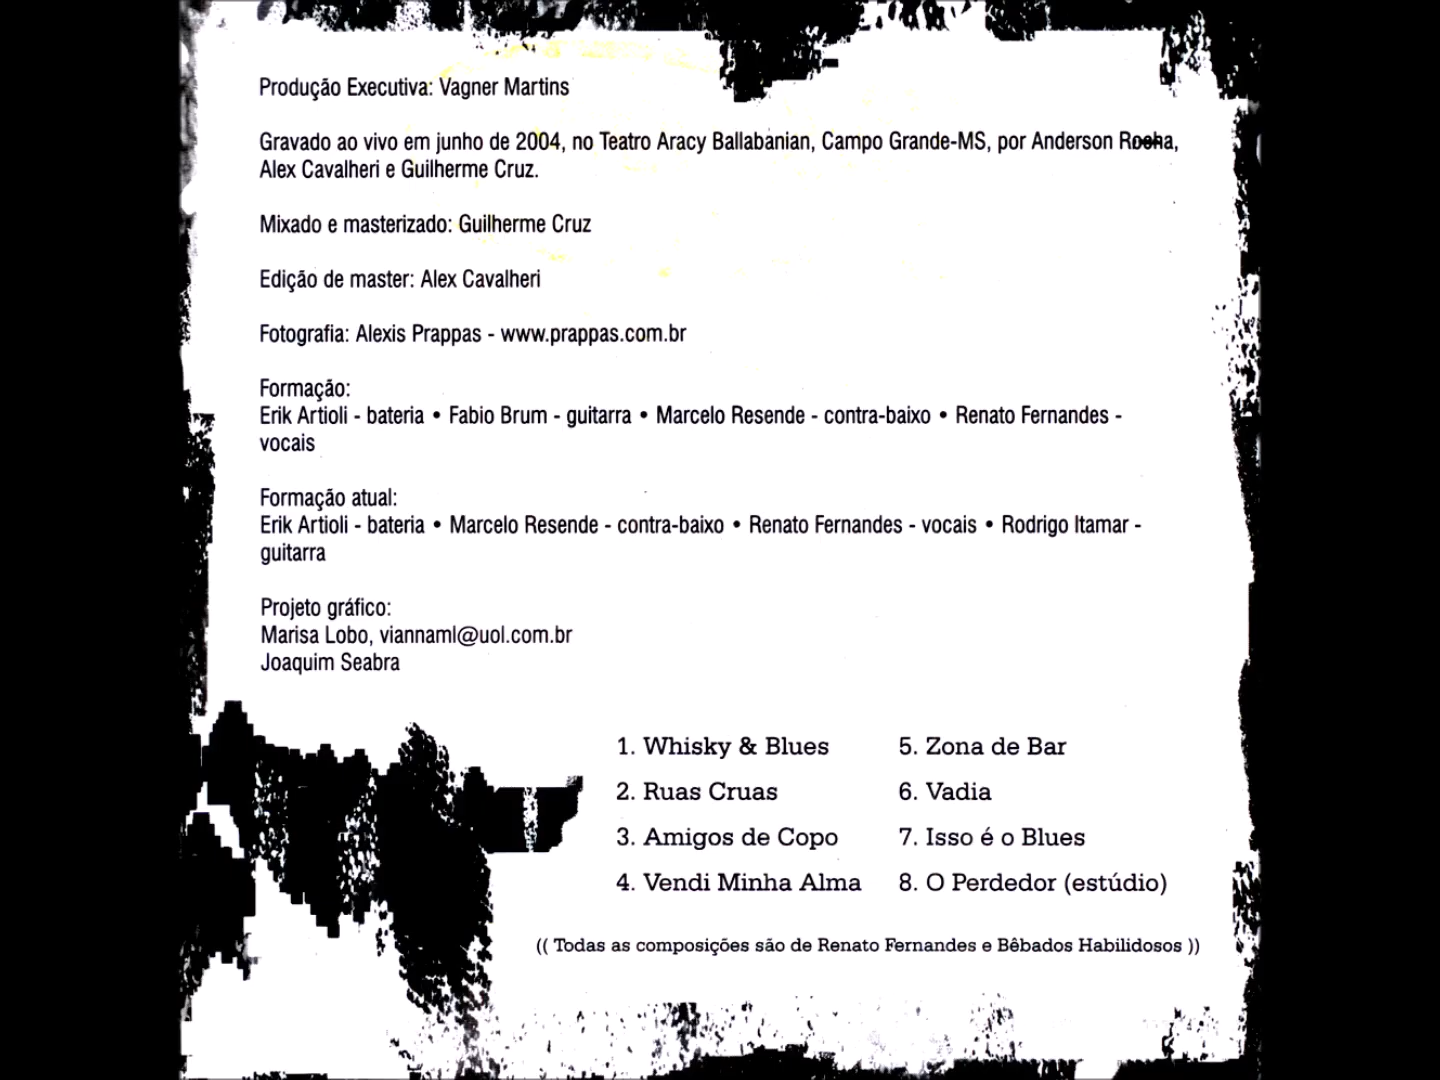 Produção Executiva: Vagner Martins
Gravado ao vivo em junho de 2004, no Teatro Aracy Ballabanian, Campo Grande-MS, por Anderson Rocha,
Alex Cavalheri e Guilherme Cruz.
Mixado e masterizado: Guilherme Cruz
Edição de master: Alex Cavalheri
Fotografia: Alexis Prappas - www.prappas.com.br
Formação:
Erik Artioli - bateria • Fabio Brum - guitarra • Marcelo Resende - contra-baixo • Renato Fernandes -
vocais
Formação atual:
Erik Artioli - bateria • Marcelo Resende - contra-baixo • Renato Fernandes - vocais • Rodrigo Itamar -
guitarra
Projeto gráfico:
Marisa Lobo, viannaml@uol.com.br
Joaquim Seabra
1. Whisky & Blues
2. Ruas Cruas
3. Amigos de Copo
4. Vendi Minha Alma
5. Zona de Bar
6. Vadia
7. Isso é o Blues
8. O Perdedor (estúdio)
(( Todas as composições são de Renato Fernandes e Bêbados Habilidosos ))